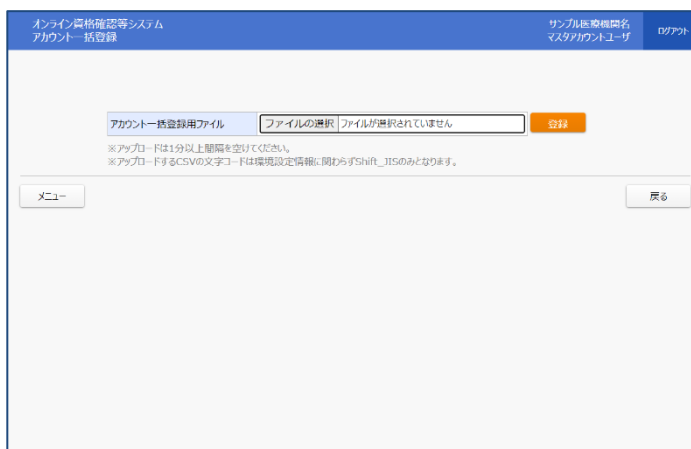 オンライン資格確認等システム
アカウント一括登録
サンプル医療機関名
マスタアカウントユーザ
ログアウト
アカウント一括登録用ファイル
ファイルの選択 ファイルが選択されていません
登録
※アップロードは1分以上間隔を空けてください。
※アップロードするCSVの文字コードは環境設定情報に関わらずShift_JISのみとなります。
メニュー
戻る